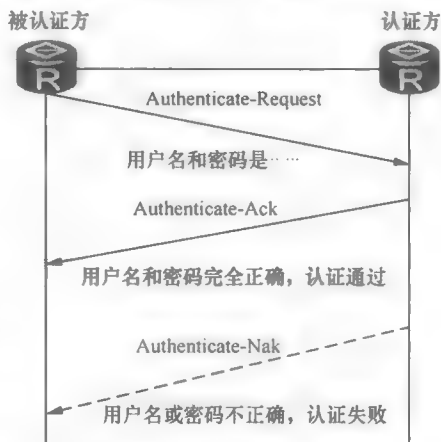 被认证方
认证方
R
R
Authenticate-Request
用户名和密码是……
Authenticate-Ack
用户名和密码完全正确，认证通过
Authenticate-Nak
用户名或密码不正确，认证失败